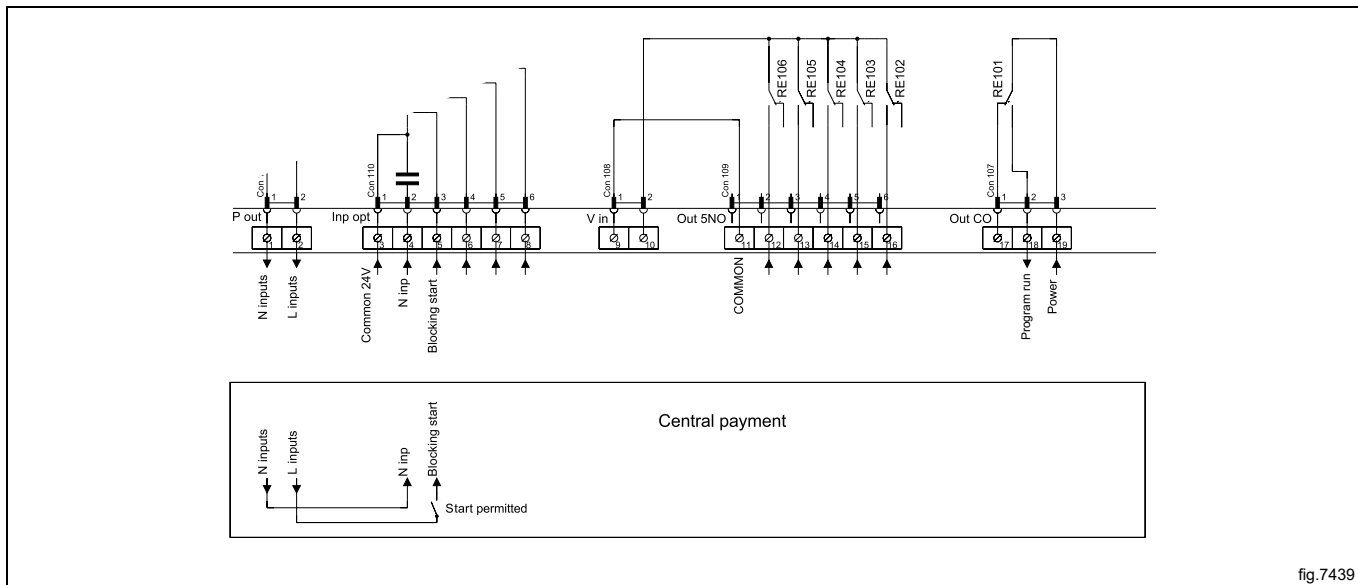 RE106
RE105
RE104
RE103
RE102
RE101
Con
Con 110
Con 108
Con 109
Con 107
1 2
1 2 3 4 5 6
1 2
1 2 3 4 5 6
1 2 3
P out
Inp opt
V in
Out 5NO
Out CO
1 2
3 4 5 6 7 8
9 10
11 12 13 14 15 16
17 18 19
N inputs
L inputs
Common 24V
N inp
Blocking start
COMMON
Program run
Power
Central payment
N inputs
L inputs
N inp
Blocking start
Start permitted
fig.7439